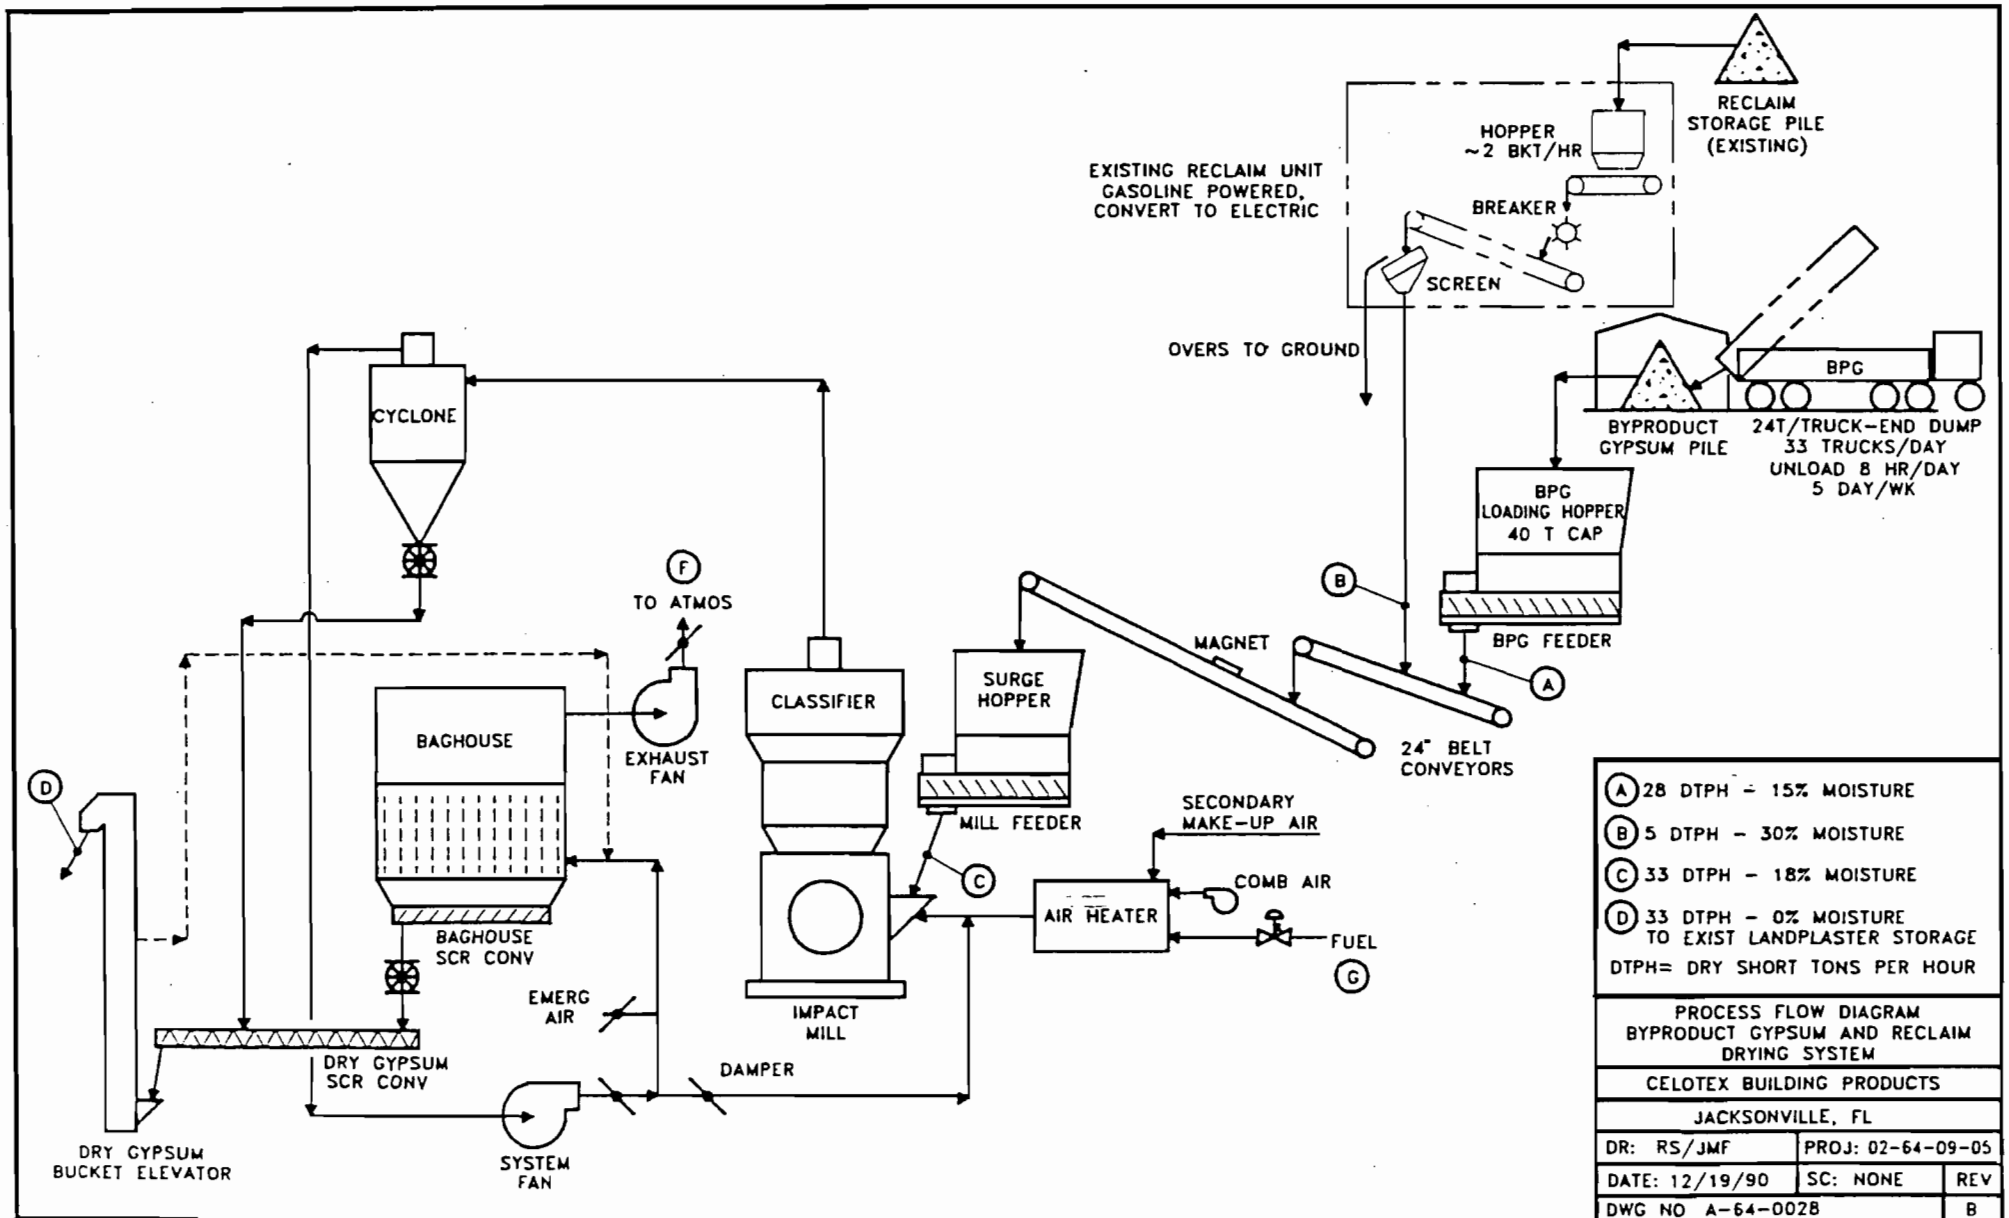 RECLAIM
STORAGE PILE
(EXISTING)
HOPPER
~2 BKT/HR
EXISTING RECLAIM UNIT
GASOLINE POWERED,
CONVERT TO ELECTRIC
BREAKER
SCREEN
OVERS TO GROUND
BPG
BYPRODUCT
GYPSUM PILE
24T/TRUCK-END DUMP
33 TRUCKS/DAY
UNLOAD 8 HR/DAY
5 DAY/WK
BPG
LOADING HOPPER
40 T CAP
BPG FEEDER
A
B
MAGNET
24" BELT
CONVEYORS
SURGE
HOPPER
MILL FEEDER
C
CLASSIFIER
IMPACT
MILL
SECONDARY
MAKE-UP AIR
AIR HEATER
COMB AIR
FUEL
G
CYCLONE
F
TO ATMOS
EXHAUST
FAN
BAGHOUSE
BAGHOUSE
SCR CONV
D
EMERG
AIR
DAMPER
DRY GYPSUM
SCR CONV
SYSTEM
FAN
DRY GYPSUM
BUCKET ELEVATOR
A 28 DTPH - 15% MOISTURE
B 5 DTPH - 30% MOISTURE
C 33 DTPH - 18% MOISTURE
D 33 DTPH - 0% MOISTURE
TO EXIST LANDPLASTER STORAGE
DTPH= DRY SHORT TONS PER HOUR
PROCESS FLOW DIAGRAM
BYPRODUCT GYPSUM AND RECLAIM
DRYING SYSTEM
CELOTEX BUILDING PRODUCTS
JACKSONVILLE, FL
DR: RS/JMF PROJ: 02-64-09-05
DATE: 12/19/90 SC: NONE REV
DWG NO A-64-0028 B